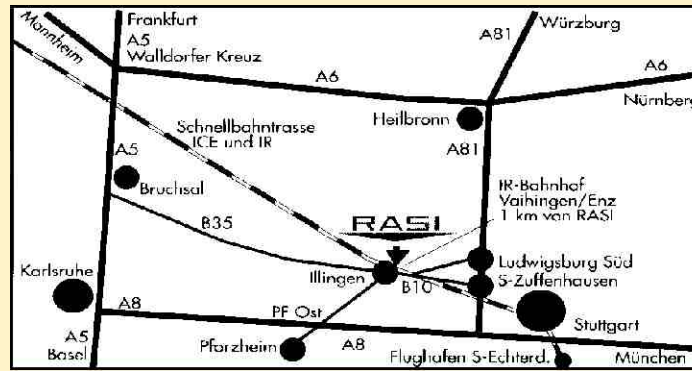 Frankfurt
Mannheim
A5
Walldorfer Kreuz
A81
Würzburg
A6
A6
Nürnberg
Heilbronn
Schnellbahntrasse
ICE und IR
A81
A5
Bruchsal
IR-Bahnhof
Vaihingen/Enz
1 km von RASI
B35
RASI
Karlsruhe
Illingen
B10
Ludwigsburg Süd
S-Zuffenhausen
A8
PF Ost
Stuttgart
A5
Basel
Pforzheim
A8
Flughafen S-Echterd.
München